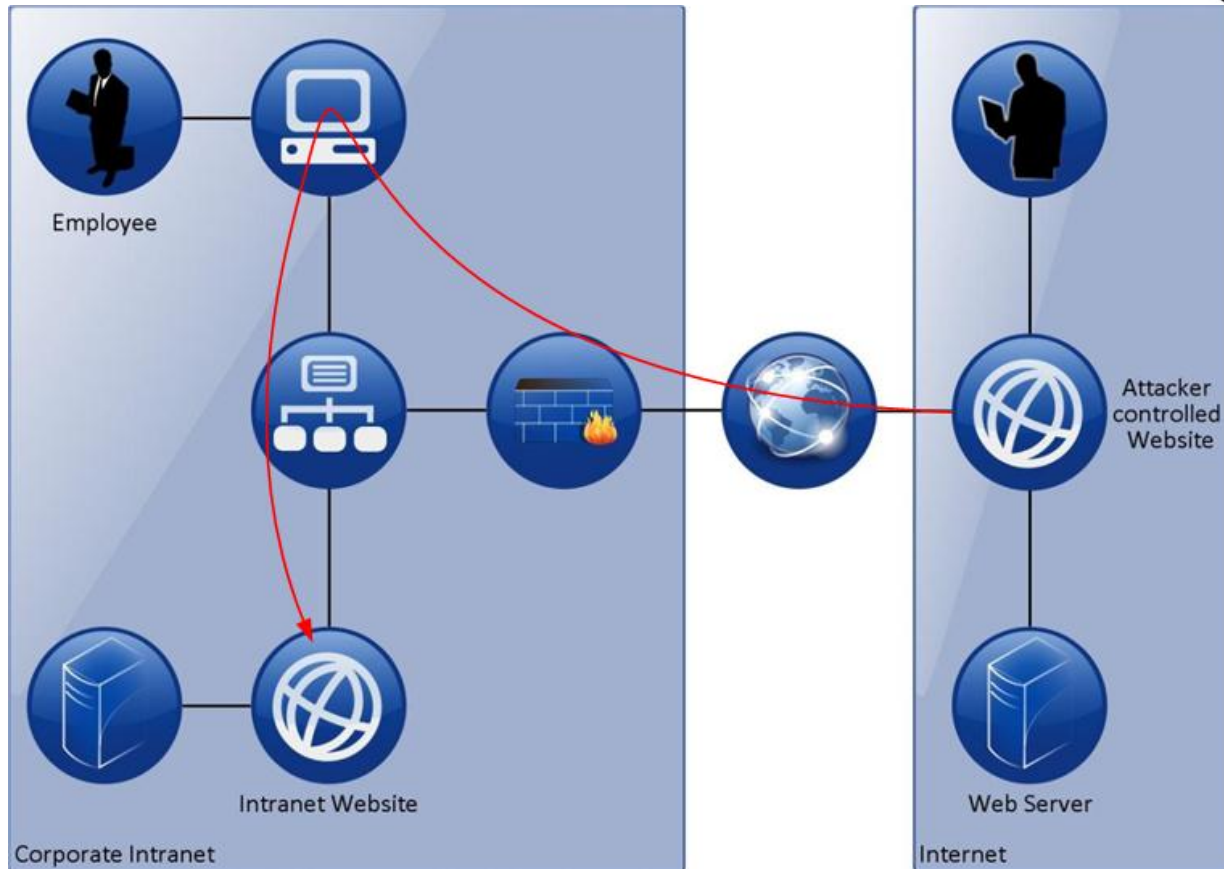 Employee
Attacker
controlled
Website
Intranet Website
Web Server
Corporate Intranet
Internet